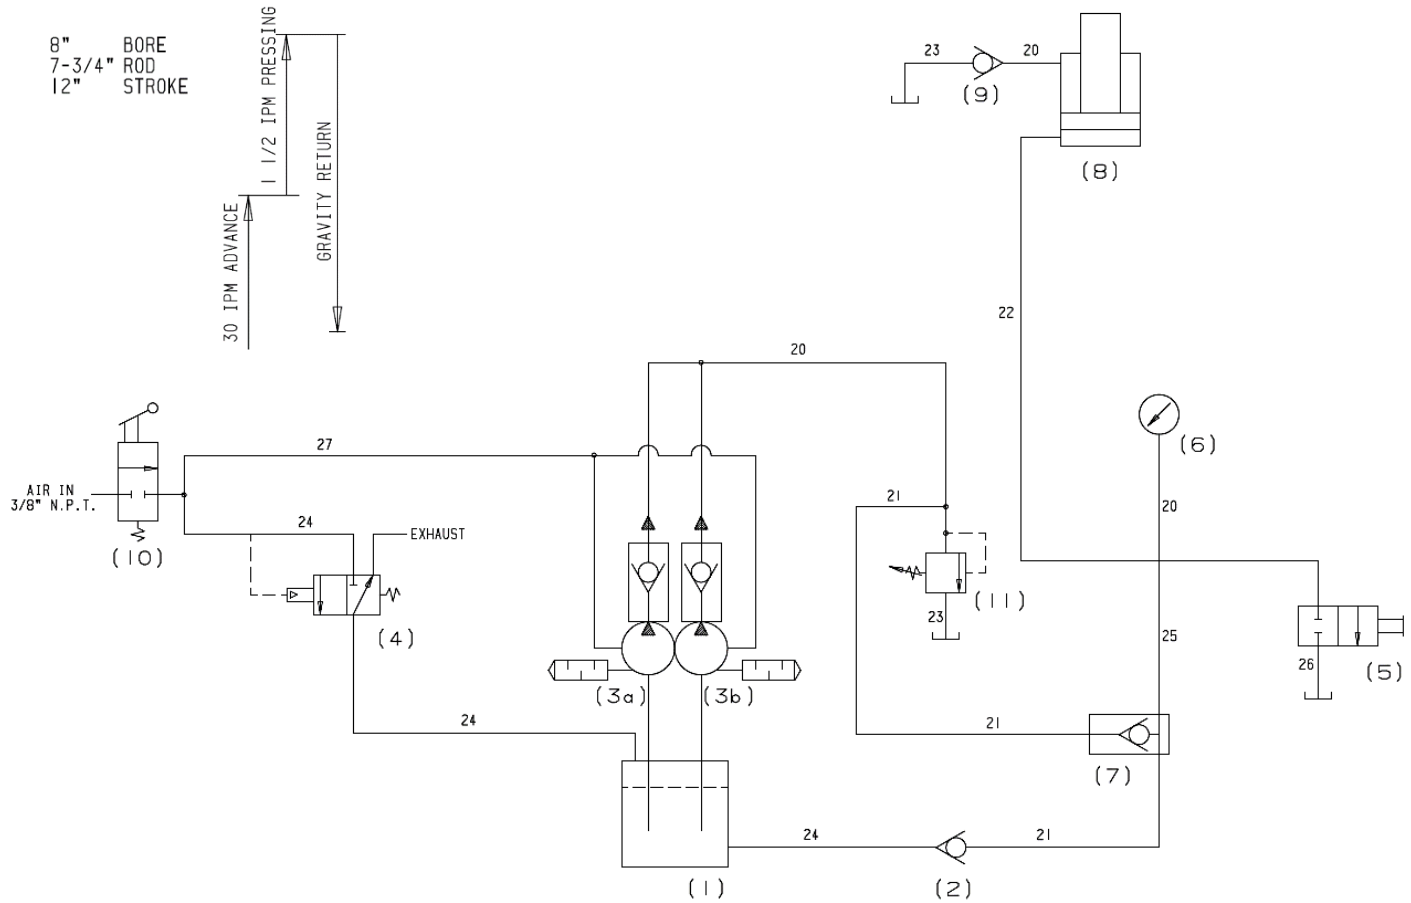 8" BORE
7-3/4" ROD
12" STROKE
30 IPM ADVANCE
1 1/2 IPM PRESSING
GRAVITY RETURN
23
20
(9)
(8)
22
20
(6)
27
AIR IN
3/8" N.P.T.
24
EXHAUST
(10)
21
20
(11)
(4)
23
25
26
(5)
(3a)
(3b)
24
21
(7)
24
21
(1)
(2)